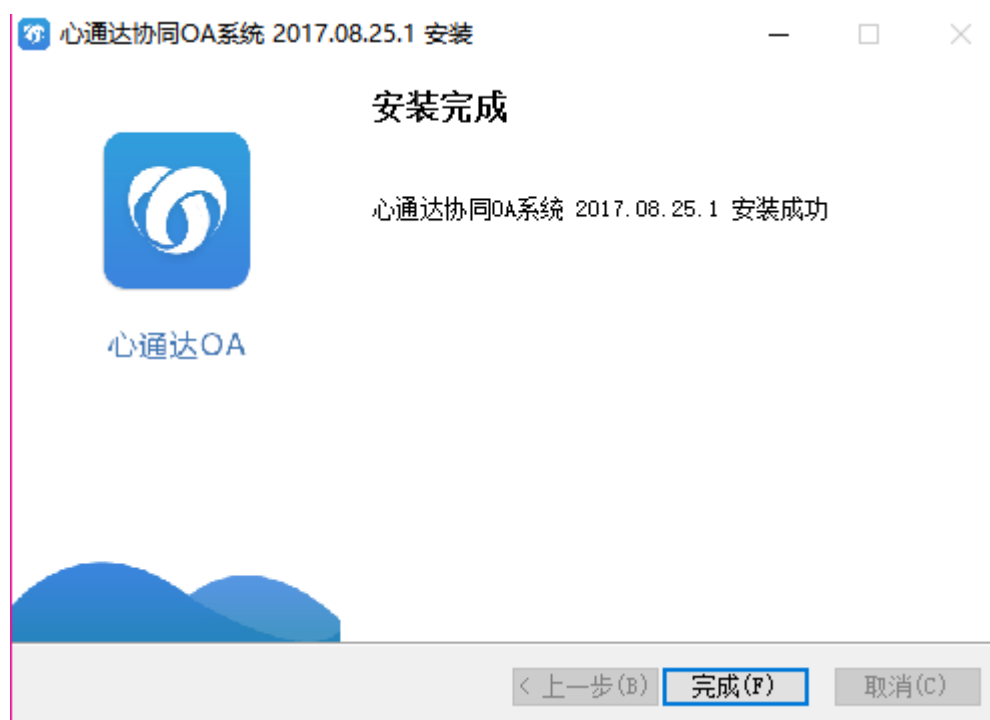 心通达协同OA系统 2017.08.25.1 安装
安装完成
心通达协同OA系统 2017.08.25.1 安装成功
心通达OA
< 上一步(B)
完成(F)
取消(C)